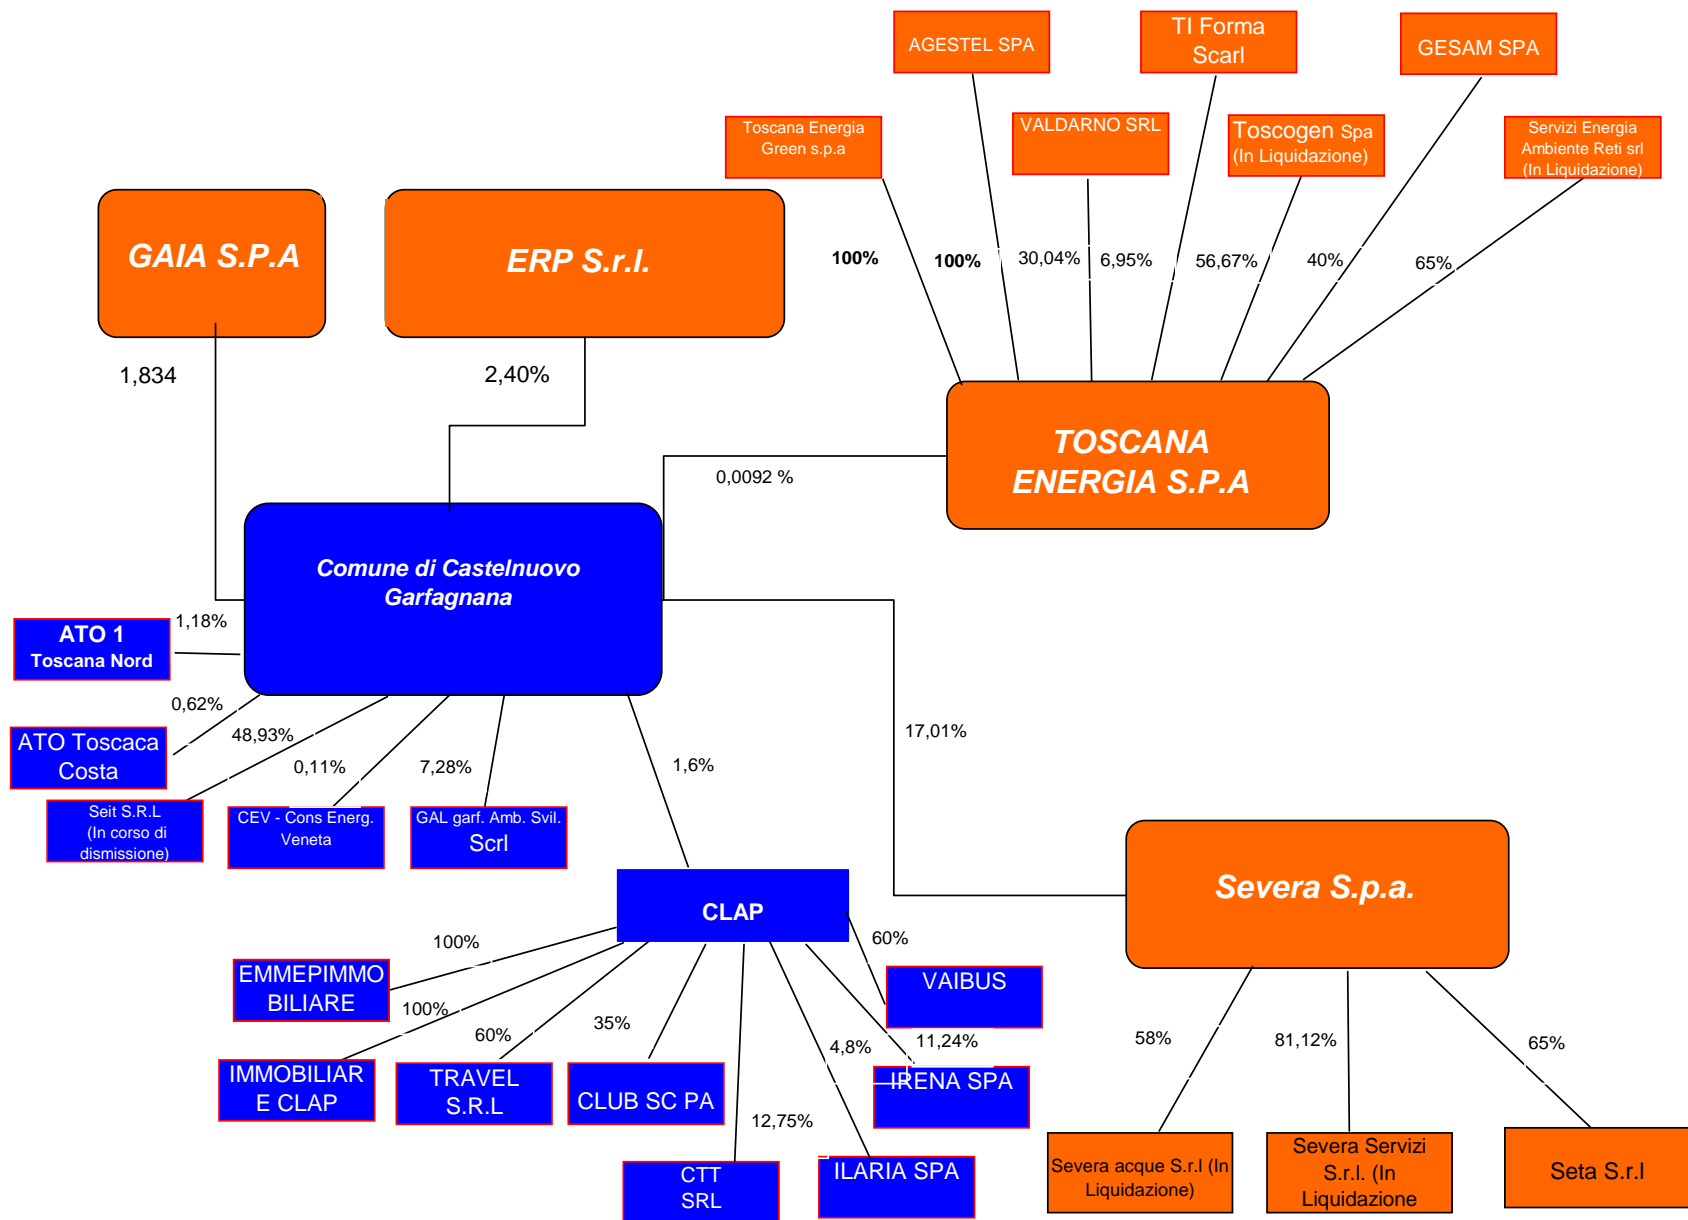 AGESTEL SPA
TI Forma
Scarl
GESAM SPA
Toscana Energia
Green s.p.a
VALDARNO SRL
Toscogen Spa
(In Liquidazione)
Servizi Energia
Ambiente Reti srl
(In Liquidazione)
GAIA S.P.A
ERP S.r.l.
100%
100%
30,04%
6,95%
56,67%
40%
65%
1,834
2,40%
TOSCANA
ENERGIA S.P.A
0,0092 %
Comune di Castelnuovo
Garfagnana
1,18%
ATO 1
Toscana Nord
0,62%
ATO Toscaca
Costa
48,93%
0,11%
7,28%
1,6%
17,01%
Seit S.R.L
(In corso di
dismissione)
CEV - Cons Energ.
Veneta
GAL garf. Amb. Svil.
Scrl
CLAP
Severa S.p.a.
100%
60%
EMMEPIMMO
BILIARE
VAIBUS
100%
60%
35%
4,8%
11,24%
58%
81,12%
65%
IMMOBILIAR
E CLAP
TRAVEL
S.R.L
CLUB SC PA
IRENA SPA
12,75%
CTT
SRL
ILARIA SPA
Severa acque S.r.l (In
Liquidazione)
Severa Servizi
S.r.l. (In
Liquidazione
Seta S.r.l